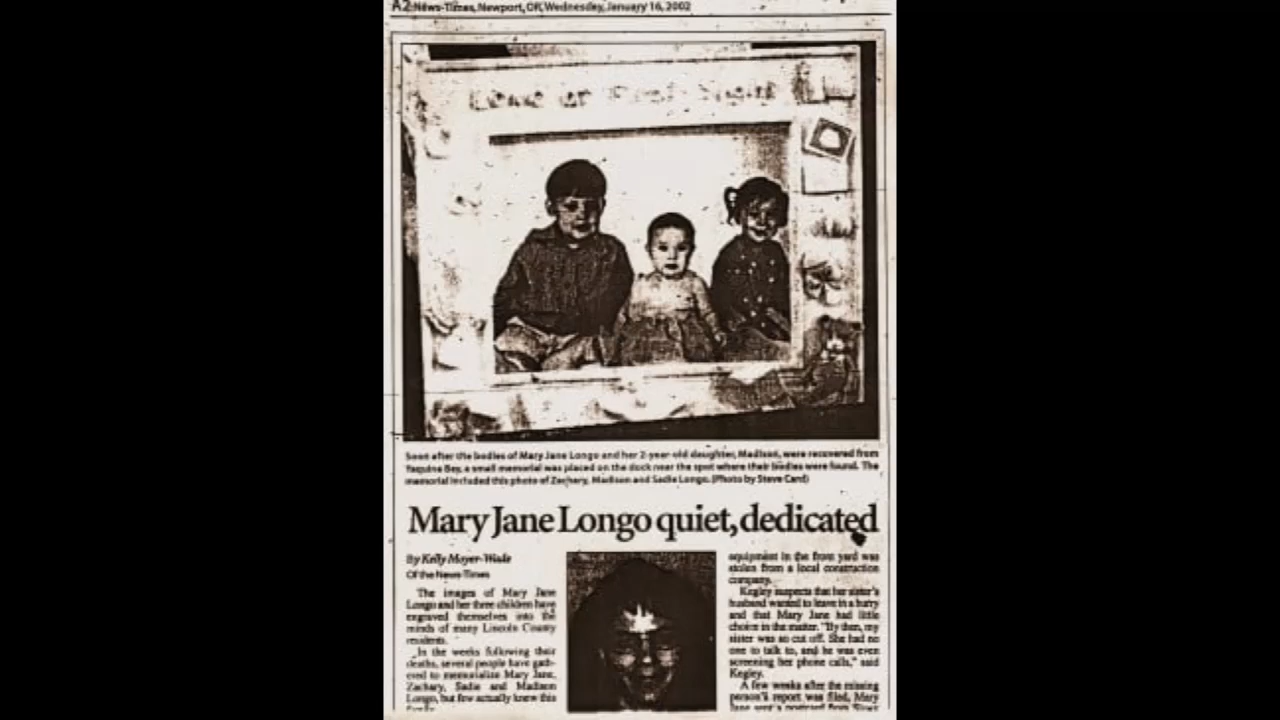 A2 News-Times, Newport, OR, Wednesday, January 16, 2002
Love at First Sight
Soon after the bodies of Mary Jane Longo and her 2-year-old daughter, Madison, were recovered from
Yaquina Bay, a small memorial was placed on the dock near the spot where their bodies were found. The
memorial included this photo of Zachary, Madison and Sadie Longo. (Photo by Steve Card)
Mary Jane Longo quiet, dedicated
By Kelly Moyer-Wade
Of the News-Times
The images of Mary Jane
Longo and her three children have
engraved themselves into the
minds of many Lincoln County
residents.
In the weeks following their
deaths, several people have gath-
ered to memorialize Mary Jane,
Zachary, Sadie and Madison
Longo, but few actually knew this
equipment in the front yard was
stolen from a local construction
company.
Kegley suspects that her sister's
husband wanted to leave in a hurry
and that Mary Jane had little
choice in the matter. "By then, my
sister was so cut off. She had no
one to talk to, and he was even
screening her phone calls," said
Kegley.
A few weeks after the missing
person's report was filed, Mary